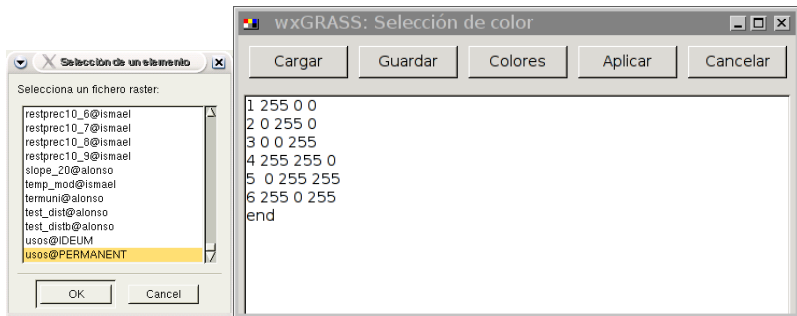 Selección de un elemento
Selecciona un fichero raster:
restprec10_6@ismael
restprec10_7@ismael
restprec10_8@ismael
restprec10_9@ismael
slope_20@alonso
temp_mod@ismael
termuni@alonso
test_dist@alonso
test_distb@alonso
usos@IDEUM
usos@PERMANENT
OK Cancel
wxGRASS: Selección de color
Cargar Guardar Colores Aplicar Cancelar
1 255 0 0
2 0 255 0
3 0 0 255
4 255 255 0
5  0 255 255
6 255 0 255
end